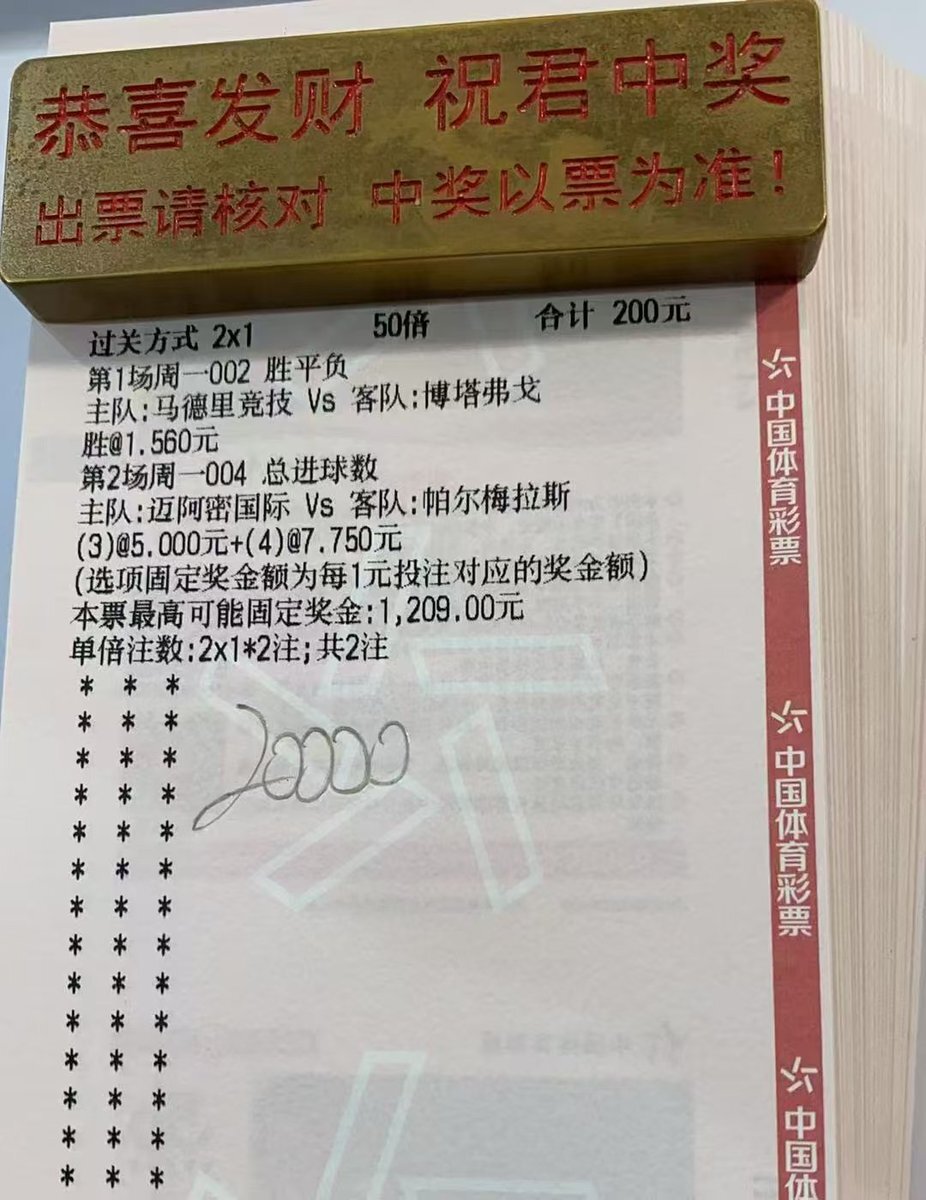 恭喜发财 祝君中奖
出票请核对 中奖以票为准!
过关方式 2x1 50倍 合计 200元
第1场周一002 胜平负
主队:马德里竞技 Vs 客队:博塔弗戈
胜@1.560元
第2场周一004 总进球数
主队:迈阿密国际 Vs 客队:帕尔梅拉斯
(3)@5.000元+(4)@7.750元
(选项固定奖金额为每1元投注对应的奖金额)
本票最高可能固定奖金:1,209.00元
单倍注数:2x1*2注;共2注
* * *
* * *
* * *
* * *
* * *
* * *
* * *
* * *
* * *
* * *
* * *
* * *
* * *
* * *
20000
中国体育彩票
中国体育彩票
中国体